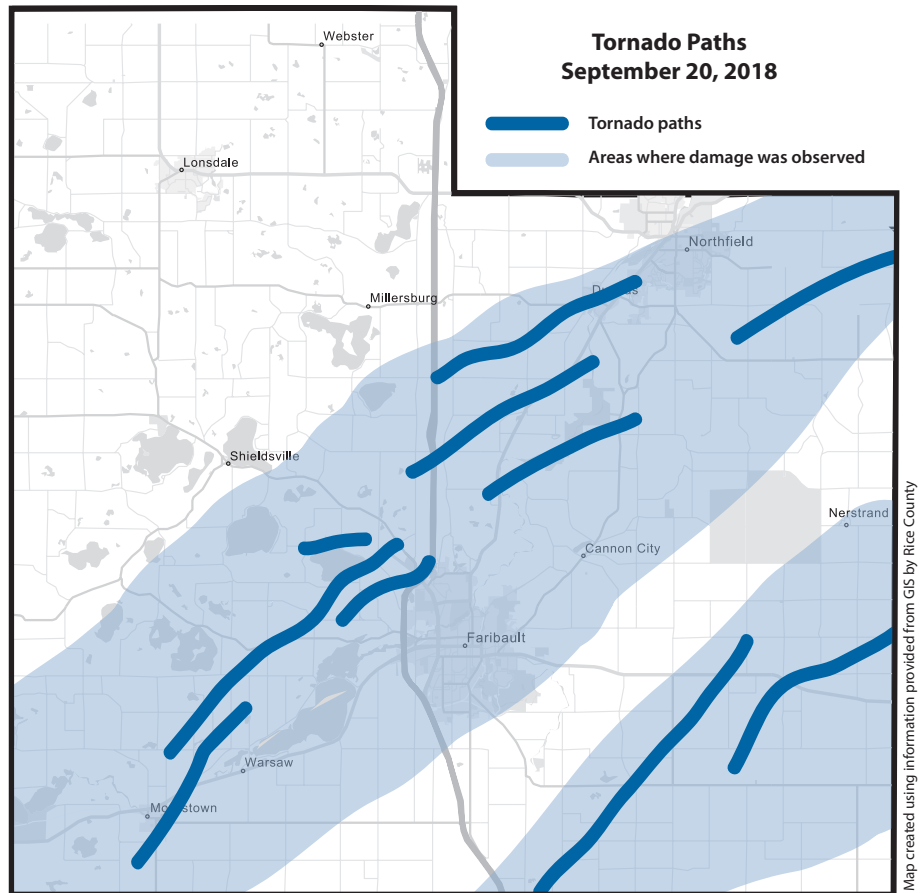 Webster
Tornado Paths
September 20, 2018
Tornado paths
Areas where damage was observed
Lonsdale
Northfield
Millersburg
Shieldsville
Nerstrand
Cannon City
Faribault
Warsaw
Map created using information provided from GIS by Rice County